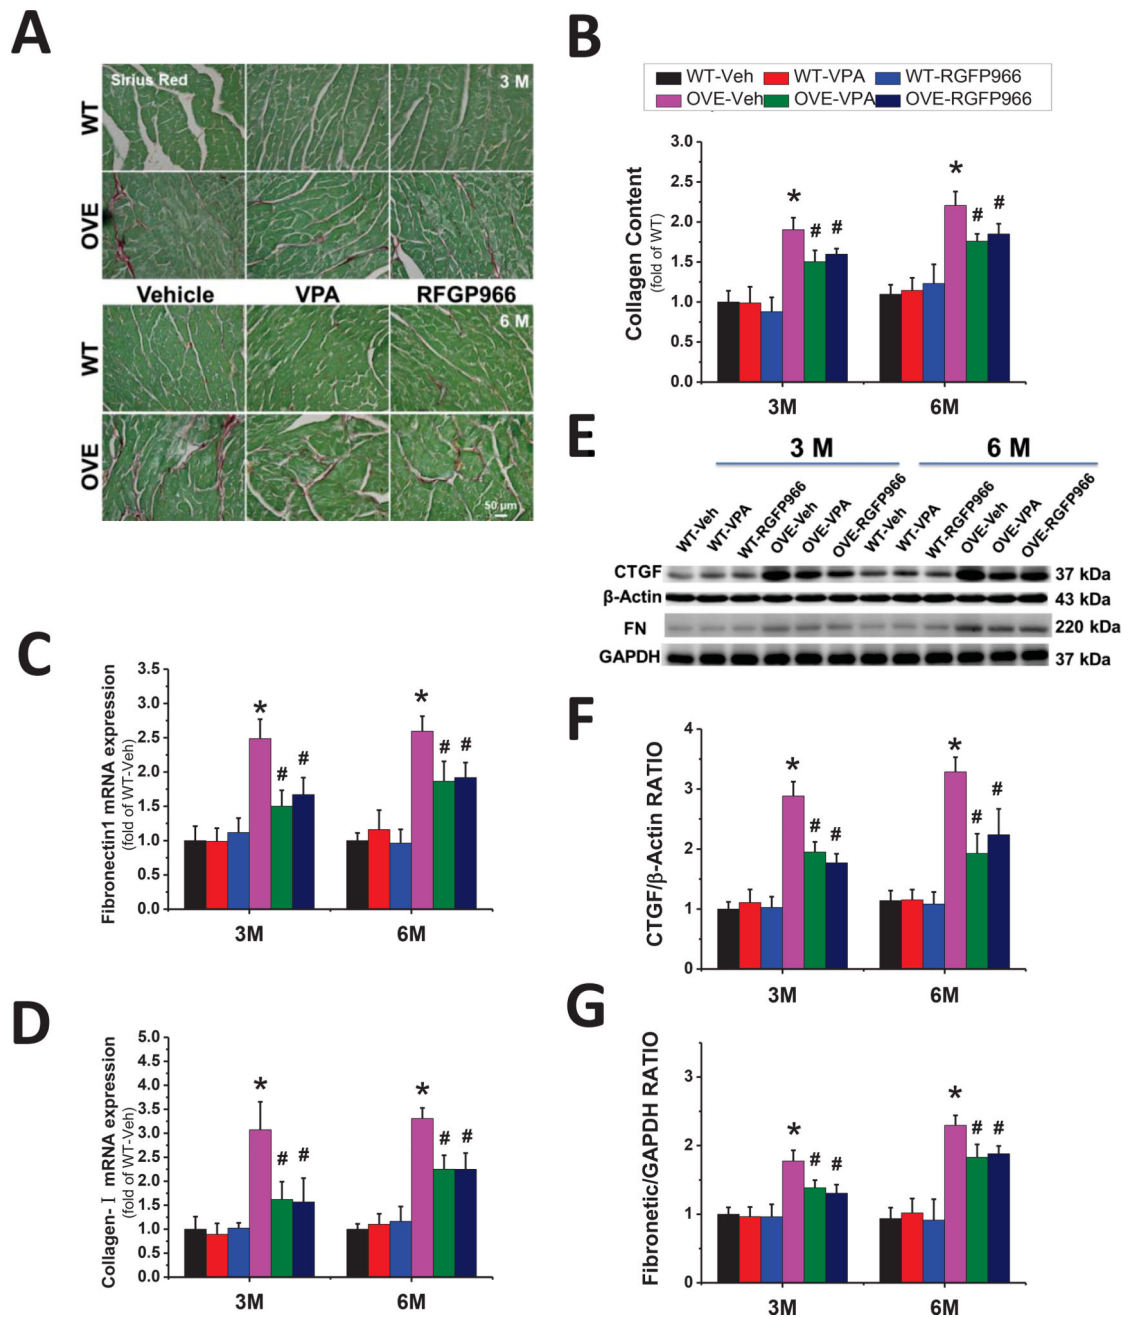 A
Sirius Red
3 M
WT
OVE
Vehicle
VPA
RFGP966
6 M
WT
OVE
50 µm
B
WT-Veh
WT-VPA
WT-RGFP966
OVE-Veh
OVE-VPA
OVE-RGFP966
Collagen Content
(fold of WT)
3.0
2.5
2.0
1.5
1.0
0.5
0.0
*
#
#
*
#
#
3M
6M
E
3 M
6 M
WT-Veh
WT-VPA
WT-RGFP966
OVE-Veh
OVE-VPA
OVE-RGFP966
WT-Veh
WT-VPA
WT-RGFP966
OVE-Veh
OVE-VPA
OVE-RGFP966
CTGF
37 kDa
β-Actin
43 kDa
FN
220 kDa
GAPDH
37 kDa
C
Fibronectin1 mRNA expression
(fold of WT-Veh)
3.5
3.0
2.5
2.0
1.5
1.0
0.5
0.0
*
#
#
*
#
#
3M
6M
F
CTGF/β-Actin RATIO
4
3
2
1
0
*
#
#
*
#
#
3M
6M
D
Collagen-Ⅰ mRNA expression
(fold of WT-Veh)
5.0
4.5
4.0
3.5
3.0
2.5
2.0
1.5
1.0
0.5
0.0
*
#
#
*
#
#
3M
6M
G
Fibronetic/GAPDH RATIO
3
2
1
0
*
#
#
*
#
#
3M
6M